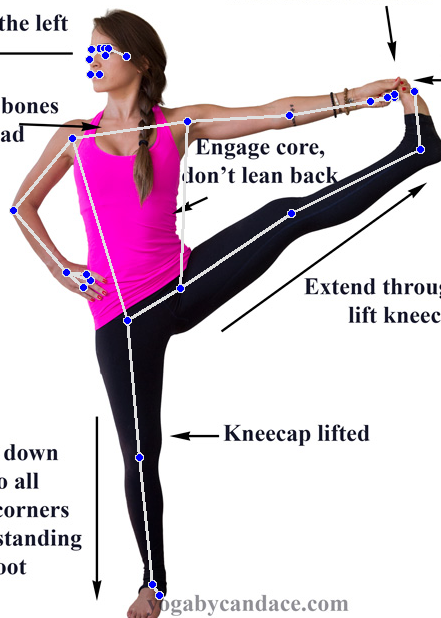 the left
bones
ad
Engage core,
don't lean back
Extend throug
lift kneec
Kneecap lifted
down
o all
corners
standing
oot
yogabycandace.com